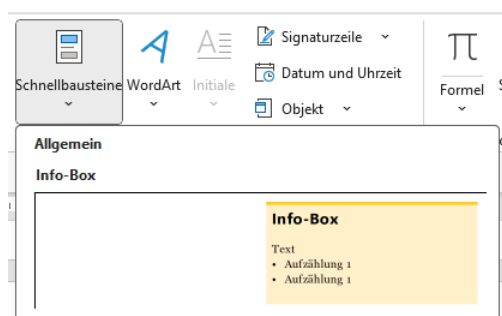 Signaturzeile
Datum und Uhrzeit
Objekt
Schnellbausteine WordArt Initiale
Formel
Allgemein
Info-Box
Info-Box
Text
• Aufzählung 1
• Aufzählung 1